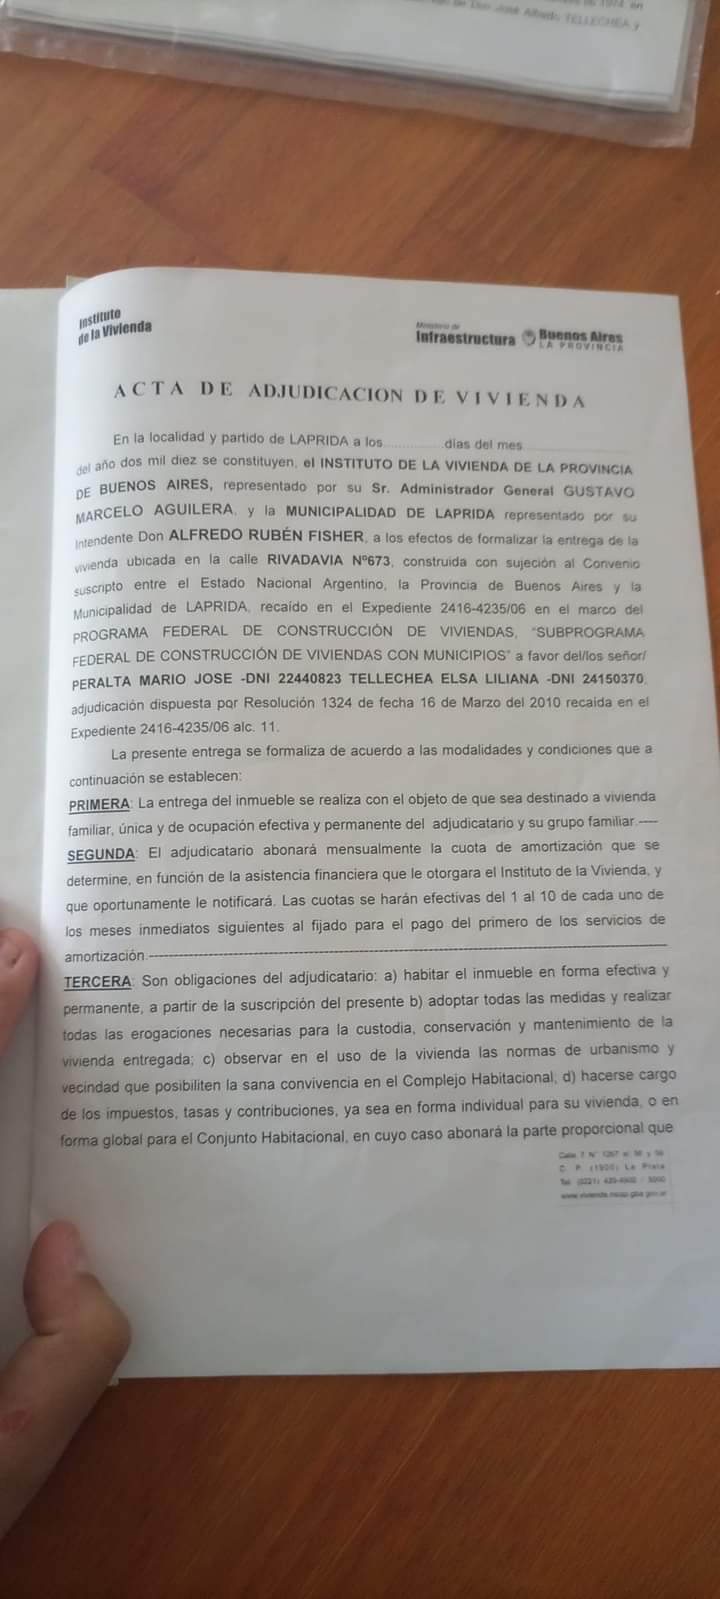 Don José Alfredo TELLECHEA y
Instituto
de la Vivienda
Ministerio de
Infraestructura
Buenos Aires
LA PROVINCIA
ACTA DE ADJUDICACION DE VIVIENDA
En la localidad y partido de LAPRIDA a los..............días del mes
del año dos mil diez se constituyen, el INSTITUTO DE LA VIVIENDA DE LA PROVINCIA
DE BUENOS AIRES, representado por su Sr. Administrador General GUSTAVO
MARCELO AGUILERA, y la MUNICIPALIDAD DE LAPRIDA representado por su
Intendente Don ALFREDO RUBÉN FISHER, a los efectos de formalizar la entrega de la
vivienda ubicada en la calle RIVADAVIA Nº673, construida con sujeción al Convenio
suscripto entre el Estado Nacional Argentino, la Provincia de Buenos Aires y la
Municipalidad de LAPRIDA, recaído en el Expediente 2416-4235/06 en el marco del
PROGRAMA FEDERAL DE CONSTRUCCIÓN DE VIVIENDAS, "SUBPROGRAMA
FEDERAL DE CONSTRUCCIÓN DE VIVIENDAS CON MUNICIPIOS" a favor del/los señor/
PERALTA MARIO JOSE -DNI 22440823 TELLECHEA ELSA LILIANA -DNI 24150370,
adjudicación dispuesta por Resolución 1324 de fecha 16 de Marzo del 2010 recaída en el
Expediente 2416-4235/06 alc. 11.
La presente entrega se formaliza de acuerdo a las modalidades y condiciones que a
continuación se establecen:
PRIMERA: La entrega del inmueble se realiza con el objeto de que sea destinado a vivienda
familiar, única y de ocupación efectiva y permanente del adjudicatario y su grupo familiar.----
SEGUNDA: El adjudicatario abonará mensualmente la cuota de amortización que se
determine, en función de la asistencia financiera que le otorgara el Instituto de la Vivienda, y
que oportunamente le notificará. Las cuotas se harán efectivas del 1 al 10 de cada uno de
los meses inmediatos siguientes al fijado para el pago del primero de los servicios de
amortización.----------
TERCERA: Son obligaciones del adjudicatario: a) habitar el inmueble en forma efectiva y
permanente, a partir de la suscripción del presente b) adoptar todas las medidas y realizar
todas las erogaciones necesarias para la custodia, conservación y mantenimiento de la
vivienda entregada; c) observar en el uso de la vivienda las normas de urbanismo y
vecindad que posibiliten la sana convivencia en el Complejo Habitacional; d) hacerse cargo
de los impuestos, tasas y contribuciones, ya sea en forma individual para su vivienda, o en
forma global para el Conjunto Habitacional, en cuyo caso abonará la parte proporcional que
Calle 7 Nº 1267
C. P. (1900) La Plata
Tel. (0221)